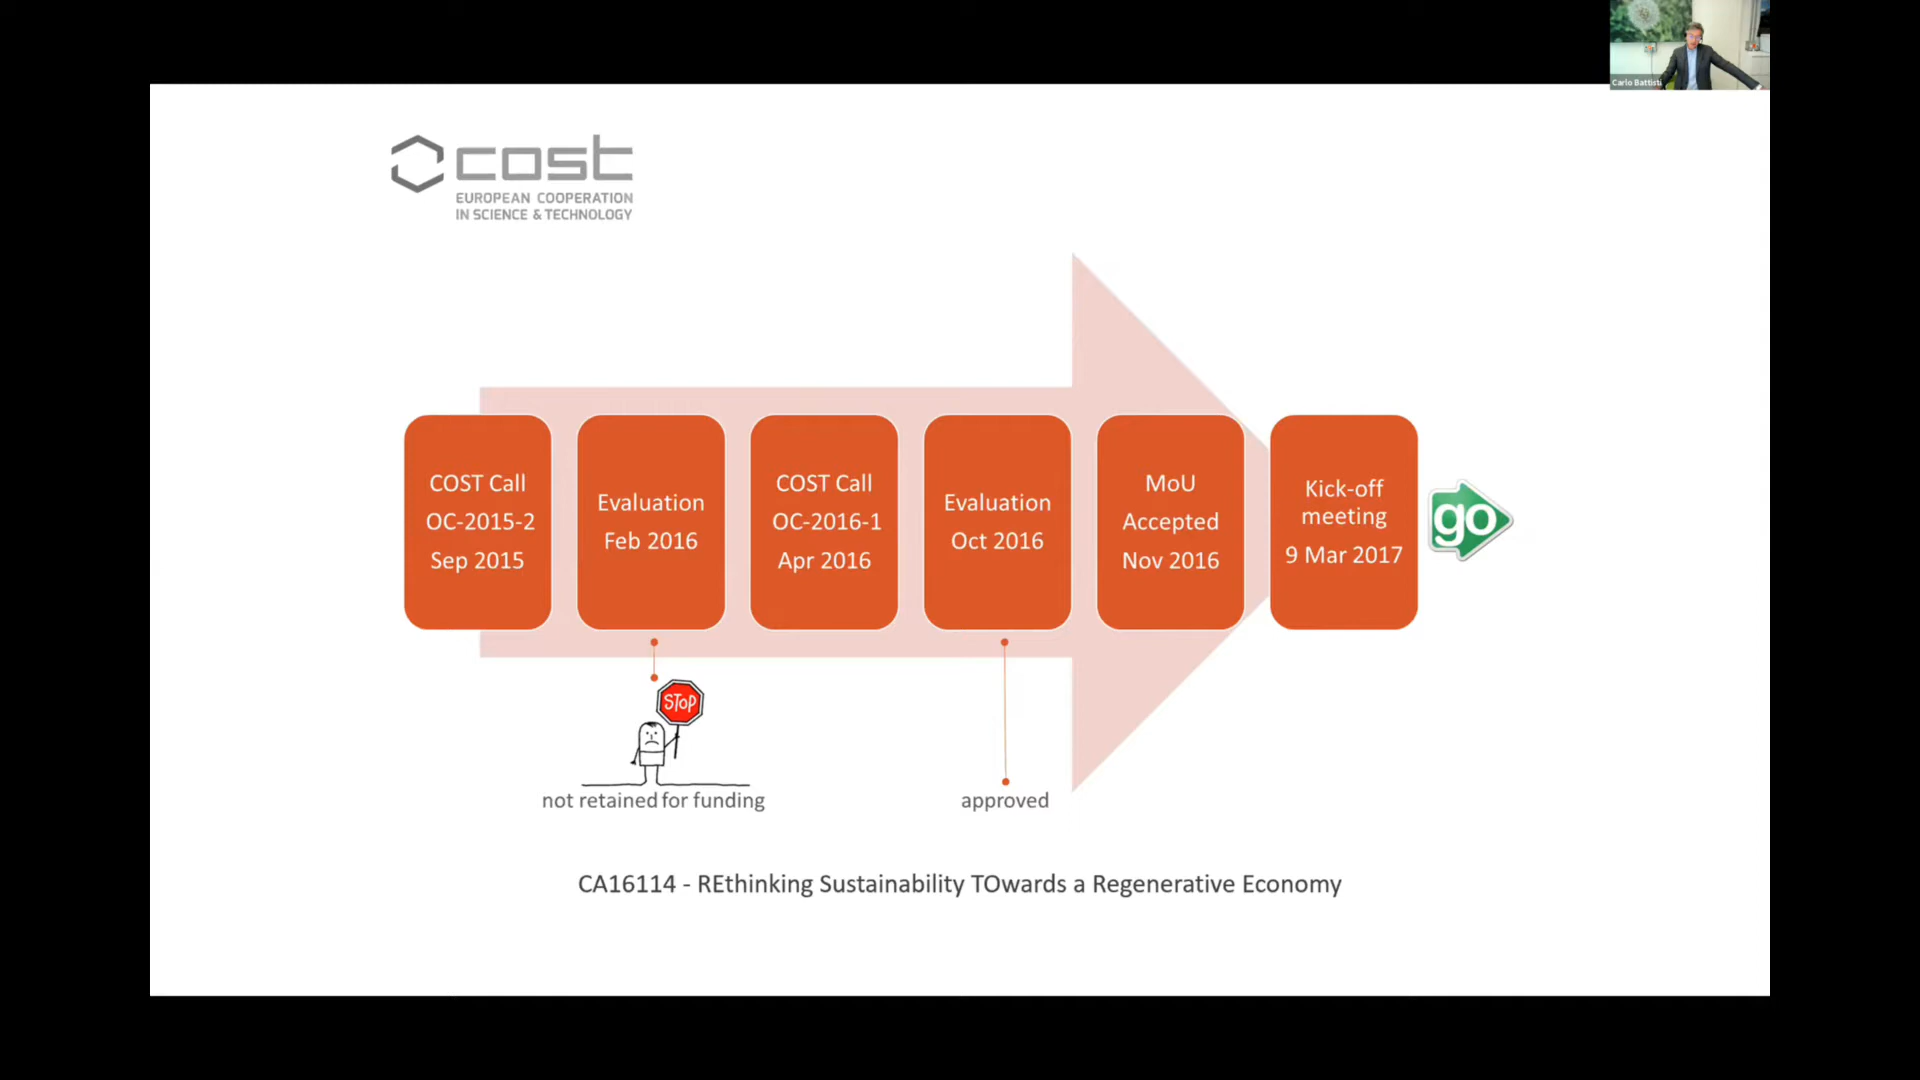 Carlo Battisti
cost
EUROPEAN COOPERATION
IN SCIENCE & TECHNOLOGY
COST Call
OC-2015-2
Sep 2015
Evaluation
Feb 2016
COST Call
OC-2016-1
Apr 2016
Evaluation
Oct 2016
MoU
Accepted
Nov 2016
Kick-off
meeting
9 Mar 2017
go
STOP
not retained for funding
approved
CA16114 - REthinking Sustainability TOwards a Regenerative Economy